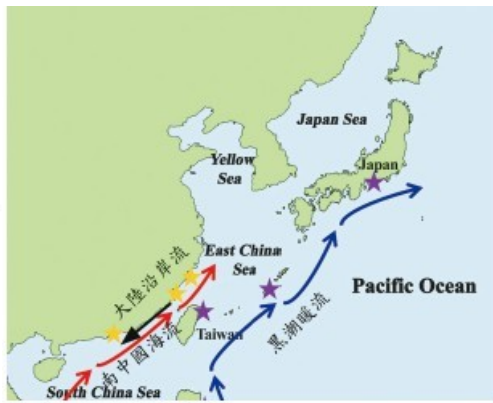 Japan Sea
Yellow
Sea
Japan
East China
Sea
大陸沿岸流
Pacific Ocean
Taiwan
黑潮暖流
南中國海流
South China Sea